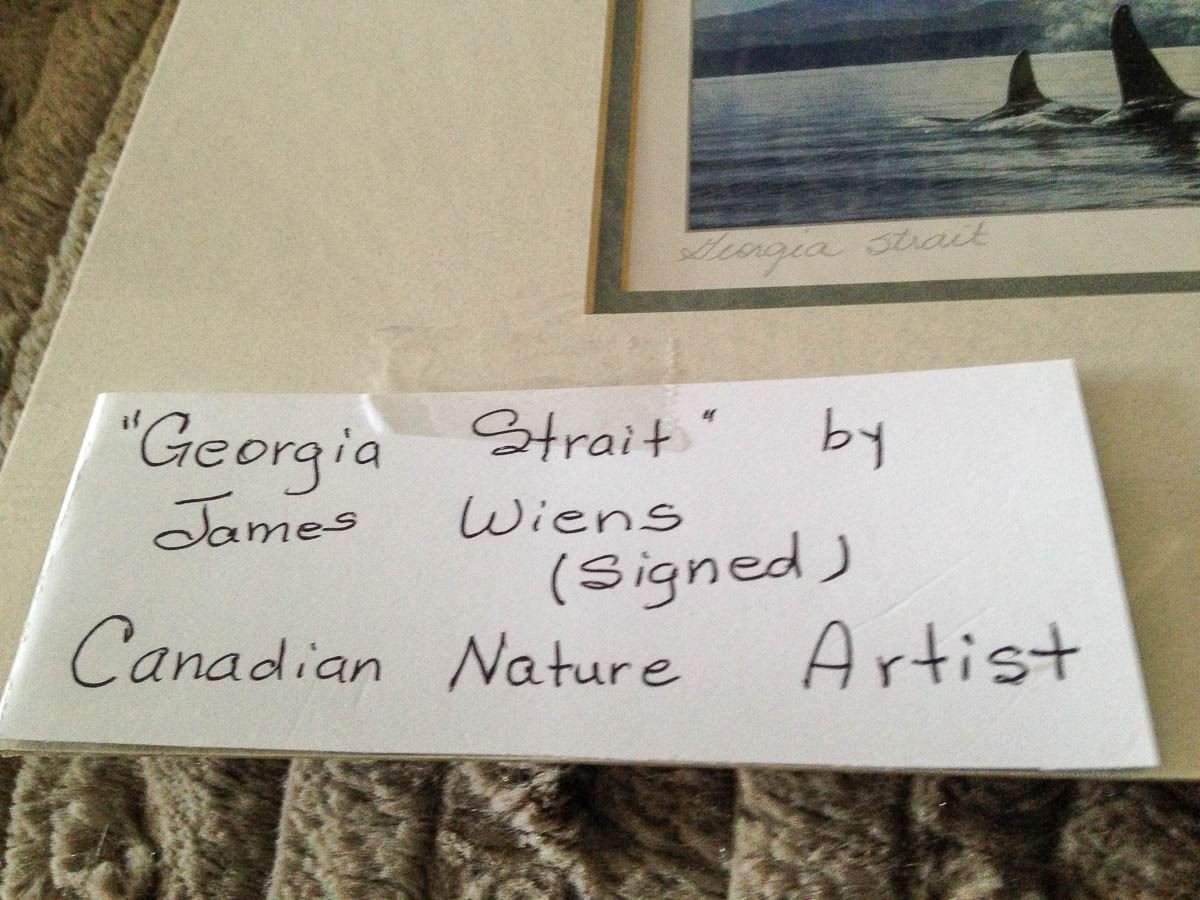 Georgia Strait
"Georgia Strait" by
James Wiens
(Signed)
Canadian Nature Artist